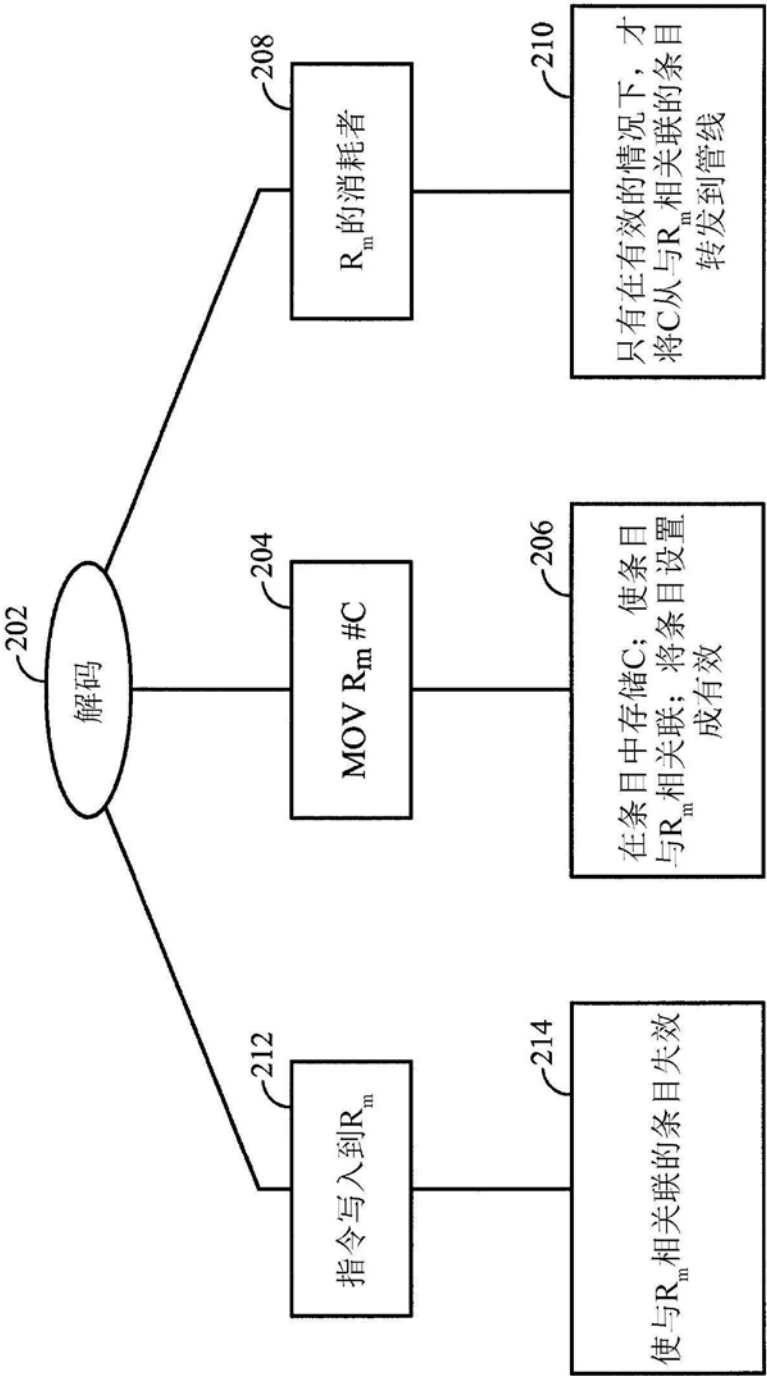 202
解码
212
指令写入到Rm
214
使与Rm相关联的条目失效
204
MOV Rm #C
206
在条目中存储C；使条目
与Rm相关联；将条目设置
成有效
208
Rm的消耗者
210
只有在有效的情况下，才
将C从与Rm相关联的条目
转发到管线